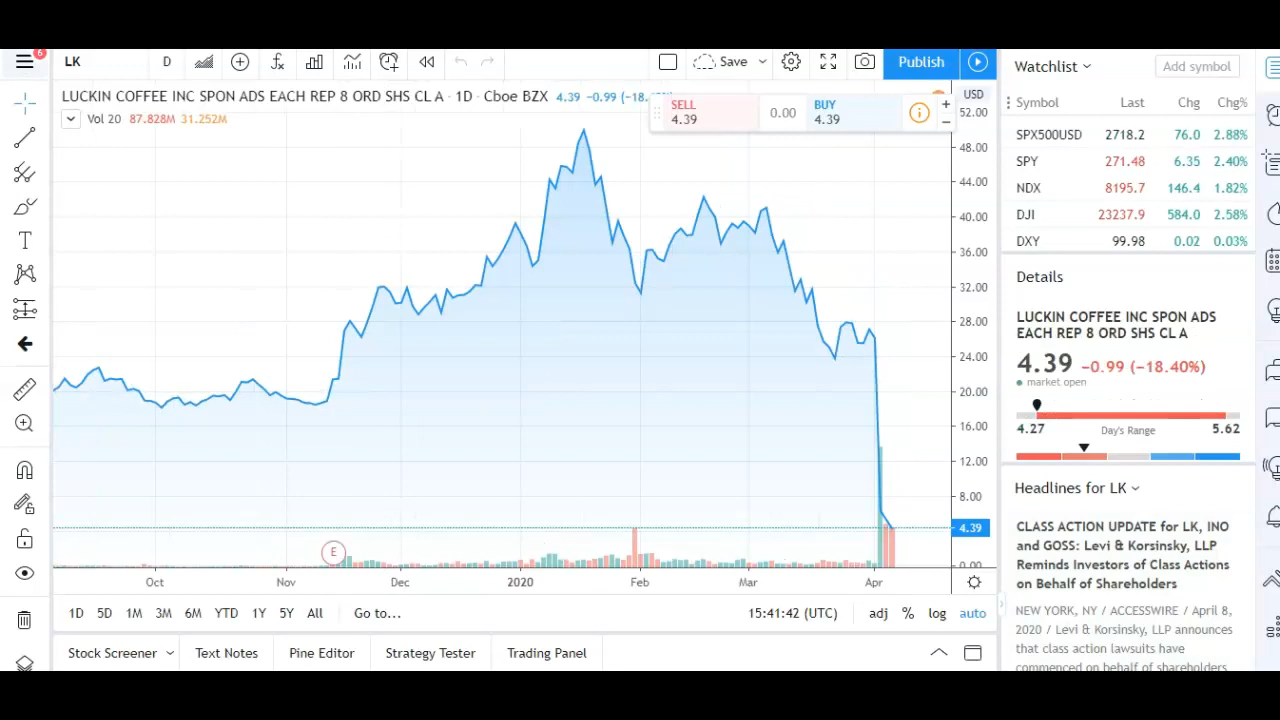 6
LK
D
Save
Publish
LUCKIN COFFEE INC SPON ADS EACH REP 8 ORD SHS CL A · 1D · Cboe BZX 4.39 −0.99 (−18.
Vol 20 87.828M 31.252M
SELL
4.39
0.00
BUY
4.39
USD
52.00
48.00
44.00
40.00
36.00
32.00
28.00
24.00
20.00
16.00
12.00
8.00
4.39
0.00
E
Oct Nov Dec 2020 Feb Mar Apr
1D 5D 1M 3M 6M YTD 1Y 5Y All Go to...
15:41:42 (UTC) adj % log auto
Stock Screener Text Notes Pine Editor Strategy Tester Trading Panel
Watchlist Add symbol
Symbol Last Chg Chg%
SPX500USD 2718.2 76.0 2.88%
SPY 271.48 6.35 2.40%
NDX 8195.7 146.4 1.82%
DJI 23237.9 584.0 2.58%
DXY 99.98 0.02 0.03%
Details
LUCKIN COFFEE INC SPON ADS
EACH REP 8 ORD SHS CL A
4.39 −0.99 (−18.40%)
market open
4.27 Day's Range 5.62
Headlines for LK
CLASS ACTION UPDATE for LK, INO
and GOSS: Levi & Korsinsky, LLP
Reminds Investors of Class Actions
on Behalf of Shareholders
NEW YORK, NY / ACCESSWIRE / April 8,
2020 / Levi & Korsinsky, LLP announces
that class action lawsuits have
commenced on behalf of shareholders